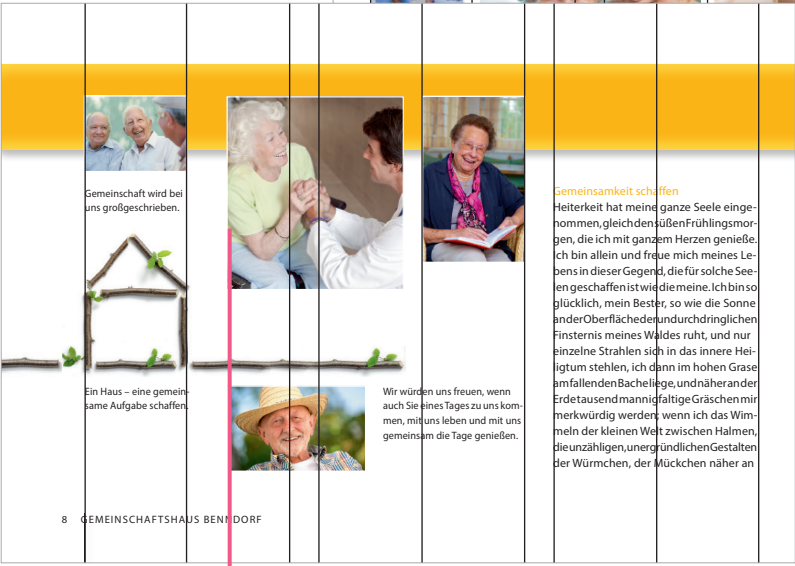 Gemeinschaft wird bei
uns großgeschrieben.
Ein Haus – eine gemein-
same Aufgabe schaffen.
Wir würden uns freuen, wenn
auch Sie eines Tages zu uns kom-
men, mit uns leben und mit uns
gemeinsam die Tage genießen.
Gemeinsamkeit schaffen
Heiterkeit hat meine ganze Seele einge-
nommen, gleich den süßen Frühlingsmor-
gen, die ich mit ganzem Herzen genieße.
Ich bin allein und freue mich meines Le-
bens in dieser Gegend, die für solche See-
len geschaffen ist wie die meine. Ich bin so
glücklich, mein Bester, so wie die Sonne
an der Oberfläche der undurchdringlichen
Finsternis meines Waldes ruht, und nur
einzelne Strahlen sich in das innere Hei-
ligtum stehlen, ich dann im hohen Grase
am fallenden Bache liege, und näher an der
Erde tausend mannigfaltige Gräschen mir
merkwürdig werden; wenn ich das Wim-
meln der kleinen Welt zwischen Halmen,
die unzähligen, unergründlichen Gestalten
der Würmchen, der Mückchen näher an
8 GEMEINSCHAFTSHAUS BENNDORF